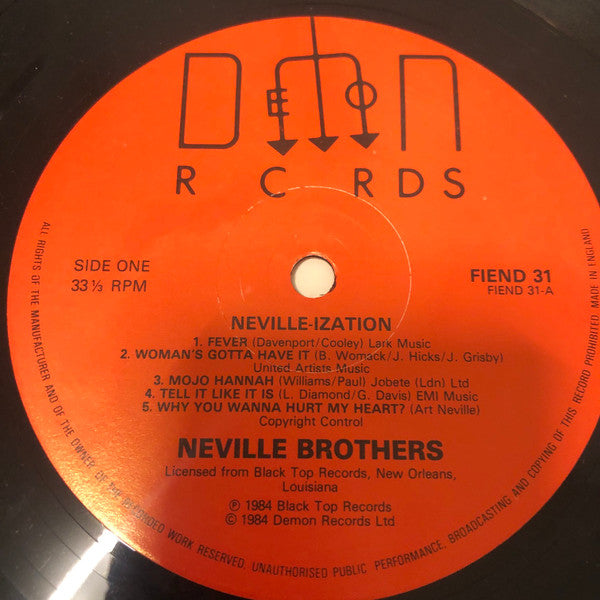 DEMON
RECORDS
SIDE ONE
33 ⅓ RPM
FIEND 31
FIEND 31-A
NEVILLE-IZATION
1. FEVER (Davenport/Cooley) Lark Music
2. WOMAN'S GOTTA HAVE IT (B. Womack/J. Hicks/J. Grisby)
United Artists Music
3. MOJO HANNAH (Williams/Paul) Jobete (Ldn) Ltd
4. TELL IT LIKE IT IS (L. Diamond/G. Davis) EMI Music
5. WHY YOU WANNA HURT MY HEART? (Art Neville)
Copyright Control
NEVILLE BROTHERS
Licensed from Black Top Records, New Orleans,
Louisiana
℗ 1984 Black Top Records
© 1984 Demon Records Ltd
ALL RIGHTS OF THE MANUFACTURER AND OF THE OWNER OF THE RECORDED WORK RESERVED. UNAUTHORISED PUBLIC PERFORMANCE, BROADCASTING AND COPYING OF THIS RECORD PROHIBITED. MADE IN ENGLAND